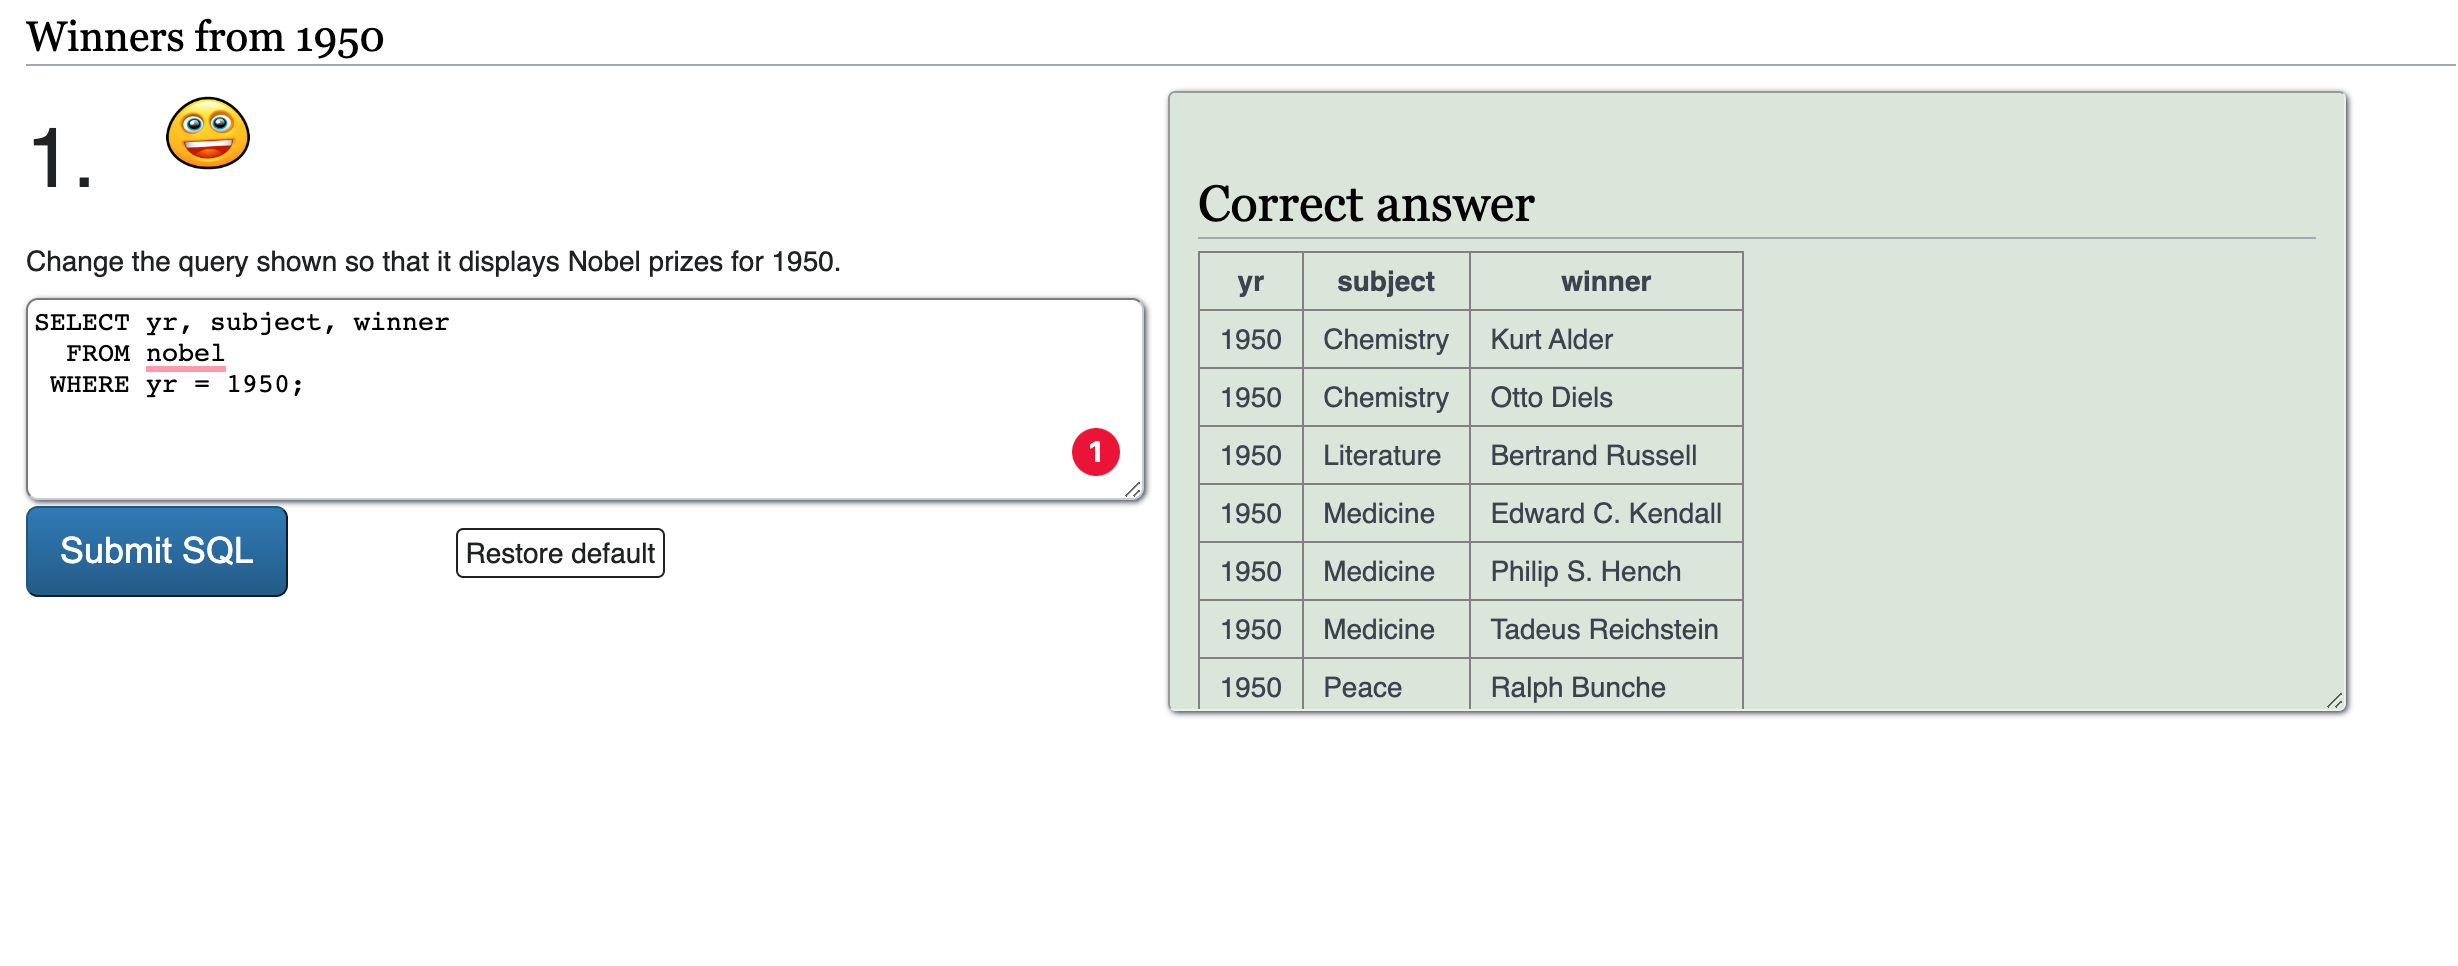 Winners from 1950
1.
Change the query shown so that it displays Nobel prizes for 1950.
SELECT yr, subject, winner
FROM nobel
WHERE yr = 1950;
1
Submit SQL
Restore default
Correct answer
yr subject winner
1950 Chemistry Kurt Alder
1950 Chemistry Otto Diels
1950 Literature Bertrand Russell
1950 Medicine Edward C. Kendall
1950 Medicine Philip S. Hench
1950 Medicine Tadeus Reichstein
1950 Peace Ralph Bunche